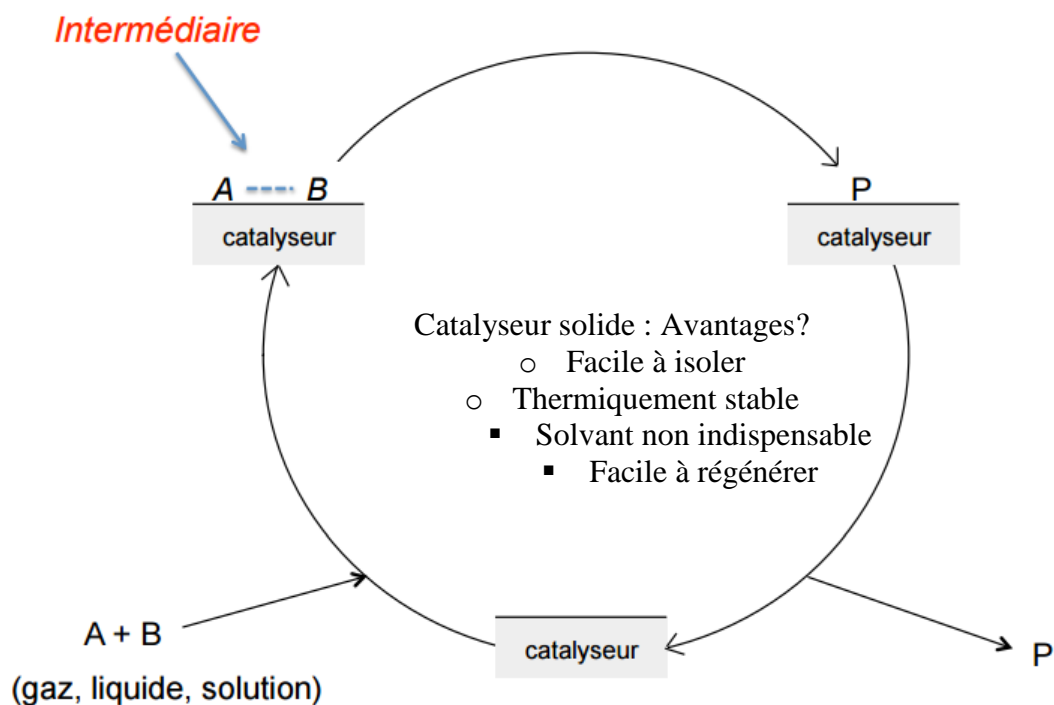 Intermédiaire
A B
catalyseur
P
catalyseur
Catalyseur solide : Avantages?
o Facile à isoler
o Thermiquement stable
▪ Solvant non indispensable
▪ Facile à régénérer
A + B
(gaz, liquide, solution)
catalyseur
P